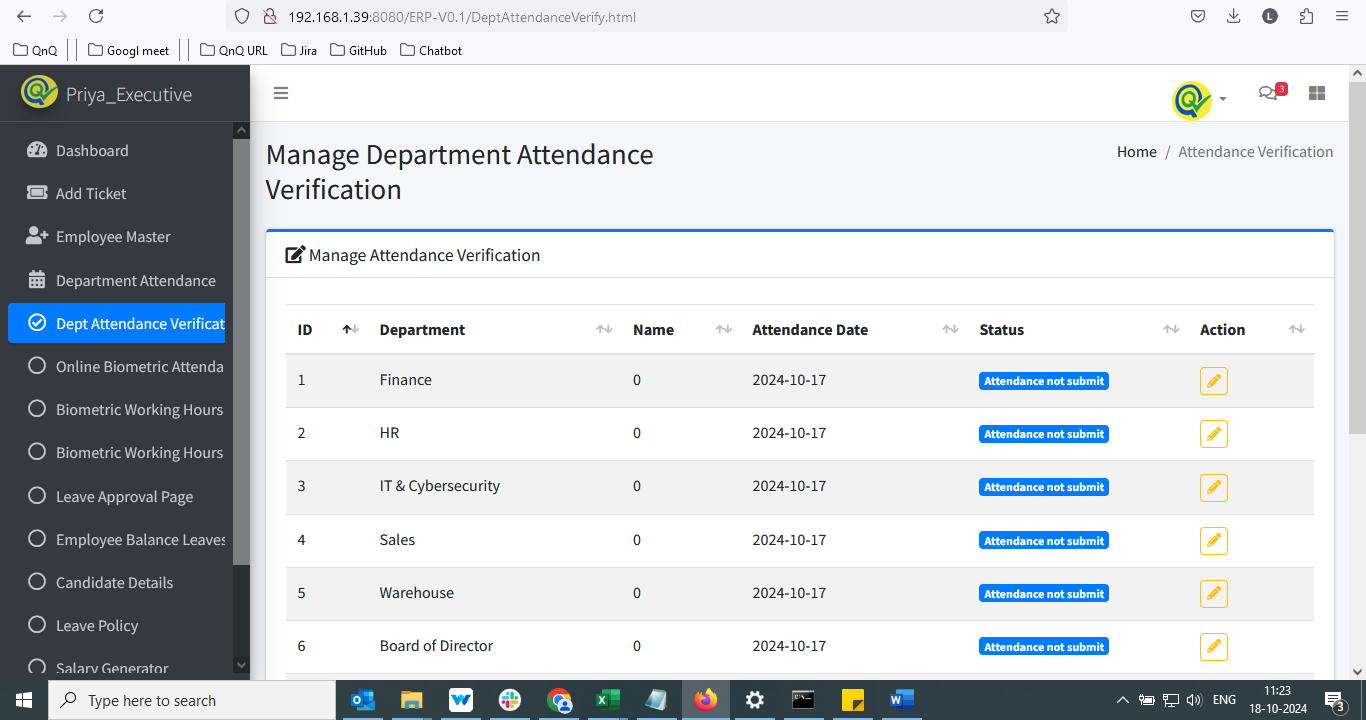 192.168.1.39:8080/ERP-V0.1/DeptAttendanceVerify.html
L
QnQ
Googl meet
QnQ URL
Jira
GitHub
Chatbot
Priya_Executive
3
Dashboard
Add Ticket
Employee Master
Department Attendance
Dept Attendance Verificat
Online Biometric Attenda
Biometric Working Hours
Biometric Working Hours
Leave Approval Page
Employee Balance Leaves
Candidate Details
Leave Policy
Salary Generator
Manage Department Attendance
Verification
Home / Attendance Verification
Manage Attendance Verification
ID Department Name Attendance Date Status Action
1 Finance 0 2024-10-17 Attendance not submit
2 HR 0 2024-10-17 Attendance not submit
3 IT & Cybersecurity 0 2024-10-17 Attendance not submit
4 Sales 0 2024-10-17 Attendance not submit
5 Warehouse 0 2024-10-17 Attendance not submit
6 Board of Director 0 2024-10-17 Attendance not submit
Type here to search
ENG
11:23
18-10-2024
3